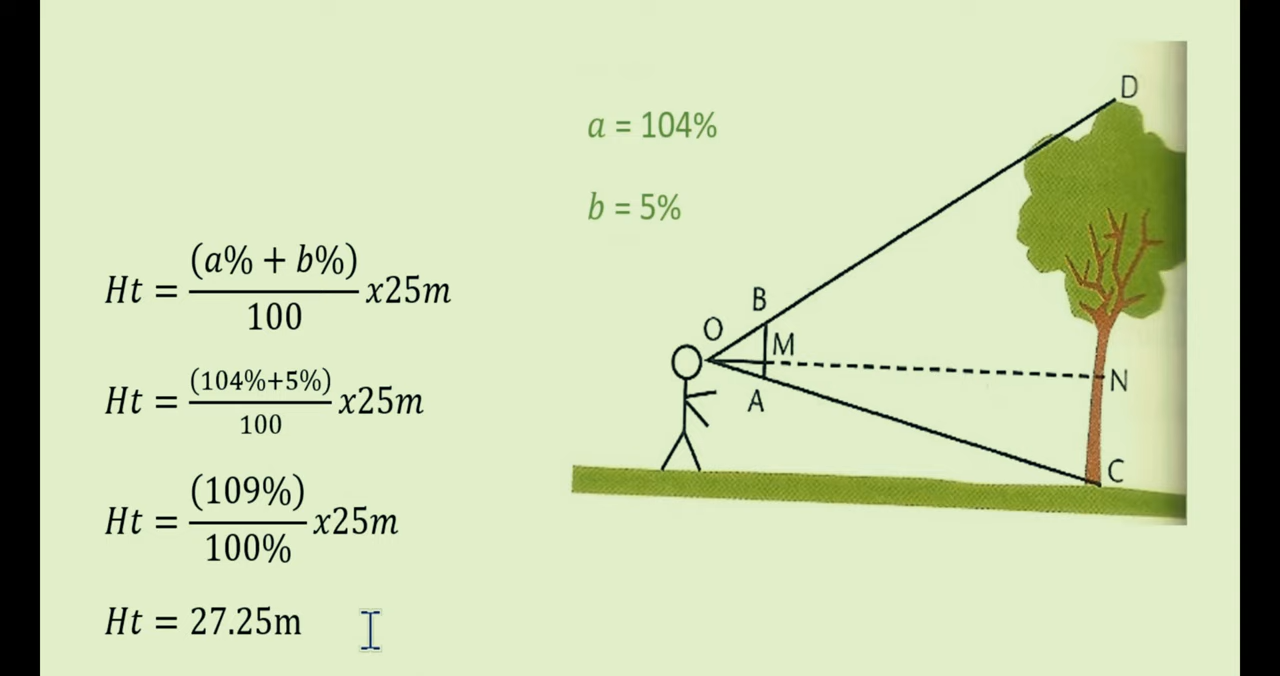 a = 104%
b = 5%
Ht = (a% + b%)/100 x25m
Ht = (104%+5%)/100 x25m
Ht = (109%)/100% x25m
Ht = 27.25m
D
B
O
M
N
A
C